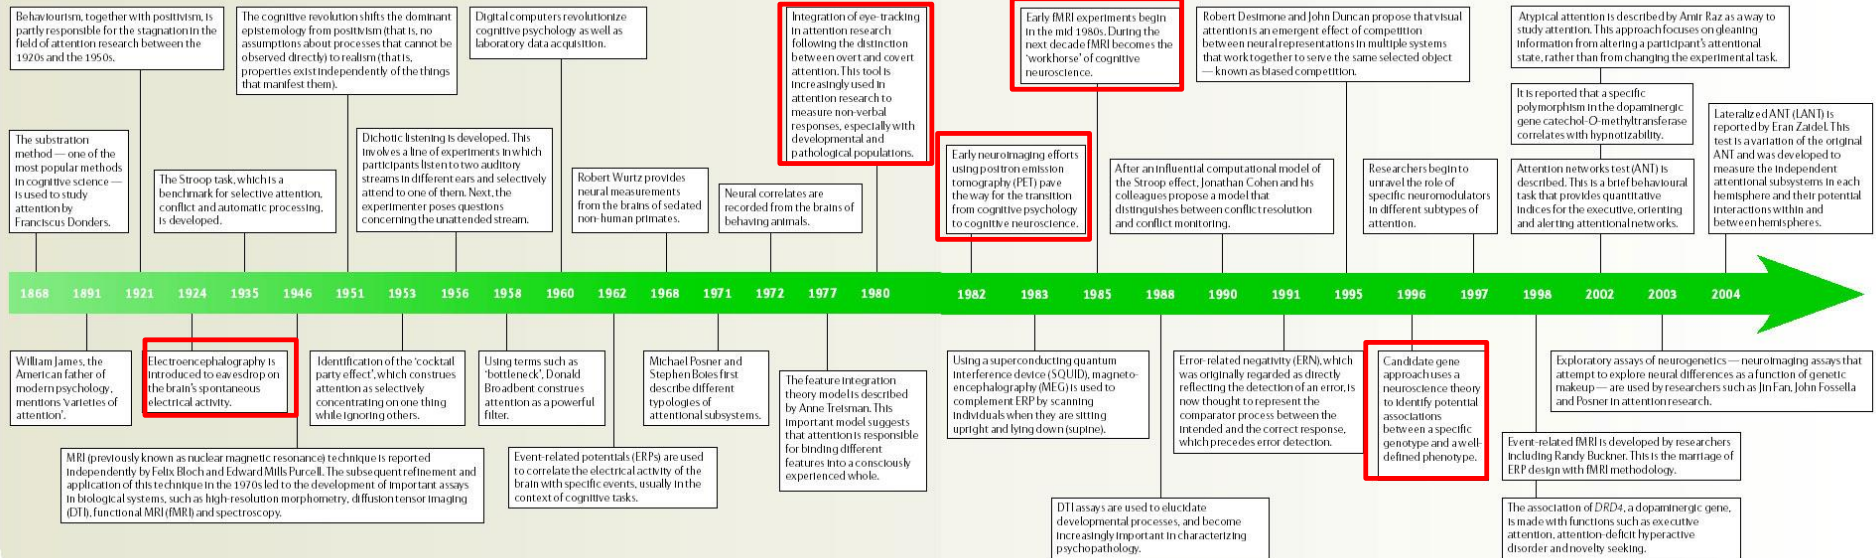 Behaviourism, together with positivism, is
partly responsible for the stagnation in the
field of attention research between the
1920s and the 1950s.
The cognitive revolution shifts the dominant
epistemology from positivism (that is, no
assumptions about processes that cannot be
observed directly) to realism (that is,
properties exist independently of the things
that manifest them).
Digital computers revolutionize
cognitive psychology as well as
laboratory data acquisition.
Integration of eye-tracking
in attention research
following the distinction
between overt and covert
attention. This tool is
increasingly used in
attention research to
measure non-verbal
responses, especially with
developmental and
pathological populations.
Early fMRI experiments begin
in the mid 1980s. During the
next decade fMRI becomes the
'workhorse' of cognitive
neuroscience.
Robert Desimone and John Duncan propose that visual
attention is an emergent effect of competition
between neural representations in multiple systems
that work together to serve the same selected object
— known as biased competition.
Atypical attention is described by Amir Raz as a way to
study attention. This approach focuses on gleaning
information from altering a participant's attentional
state, rather than from changing the experimental task.
It is reported that a specific
polymorphism in the dopaminergic
gene catechol-O-methyltransferase
correlates with hypnotizability.
The substration
method — one of the
most popular methods
in cognitive science —
is used to study
attention by
Franciscus Donders.
The Stroop task, which is a
benchmark for selective attention,
conflict and automatic processing,
is developed.
Dichotic listening is developed. This
involves a line of experiments in which
participants listen to two auditory
streams in different ears and selectively
attend to one of them. Next, the
experimenter poses questions
concerning the unattended stream.
Robert Wurtz provides
neural measurements
from the brains of sedated
non-human primates.
Neural correlates are
recorded from the brains of
behaving animals.
Early neuroimaging efforts
using positron emission
tomography (PET) pave
the way for the transition
from cognitive psychology
to cognitive neuroscience.
After an influential computational model of
the Stroop effect, Jonathan Cohen and his
colleagues propose a model that
distinguishes between conflict resolution
and conflict monitoring.
Researchers begin to
unravel the role of
specific neuromodulators
in different subtypes of
attention.
Attention networks test (ANT) is
described. This is a brief behavioural
task that provides quantitative
indices for the executive, orienting
and alerting attentional networks.
Lateralized ANT (LANT) is
reported by Eran Zaidel. This
test is a variation of the original
ANT and was developed to
measure the independent
attentional subsystems in each
hemisphere and their potential
interactions within and
between hemispheres.
1868 1891 1921 1924 1935 1946 1951 1953 1956 1958 1960 1962 1968 1971 1972 1977 1980 1982 1983 1985 1988 1990 1991 1995 1996 1997 1998 2002 2003 2004
William James, the
American father of
modern psychology,
mentions 'varieties of
attention'.
Electroencephalography is
introduced to eavesdrop on
the brain's spontaneous
electrical activity.
Identification of the 'cocktail
party effect', which construes
attention as selectively
concentrating on one thing
while ignoring others.
Using terms such as
'bottleneck', Donald
Broadbent construes
attention as a powerful
filter.
Michael Posner and
Stephen Boies first
describe different
typologies of
attentional subsystems.
The feature integration
theory model is described
by Anne Treisman. This
important model suggests
that attention is responsible
for binding different
features into a consciously
experienced whole.
Using a superconducting quantum
interference device (SQUID), magneto-
encephalography (MEG) is used to
complement ERP by scanning
individuals when they are sitting
upright and lying down (supine).
Error-related negativity (ERN), which
was originally regarded as directly
reflecting the detection of an error, is
now thought to represent the
comparator process between the
intended and the correct response,
which precedes error detection.
Candidate gene
approach uses a
neuroscience theory
to identify potential
associations
between a specific
genotype and a well-
defined phenotype.
Exploratory assays of neurogenetics — neuroimaging assays that
attempt to explore neural differences as a function of genetic
makeup — are used by researchers such as Jin Fan, John Fossella
and Posner in attention research.
MRI (previously known as nuclear magnetic resonance) technique is reported
independently by Felix Bloch and Edward Mills Purcell. The subsequent refinement and
application of this technique in the 1970s led to the development of important assays
in biological systems, such as high-resolution morphometry, diffusion tensor imaging
(DTI), functional MRI (fMRI) and spectroscopy.
Event-related potentials (ERPs) are used
to correlate the electrical activity of the
brain with specific events, usually in the
context of cognitive tasks.
Event-related fMRI is developed by researchers
including Randy Buckner. This is the marriage of
ERP design with fMRI methodology.
DTI assays are used to elucidate
developmental processes, and become
increasingly important in characterizing
psychopathology.
The association of DRD4, a dopaminergic gene,
is made with functions such as executive
attention, attention-deficit hyperactive
disorder and novelty seeking.